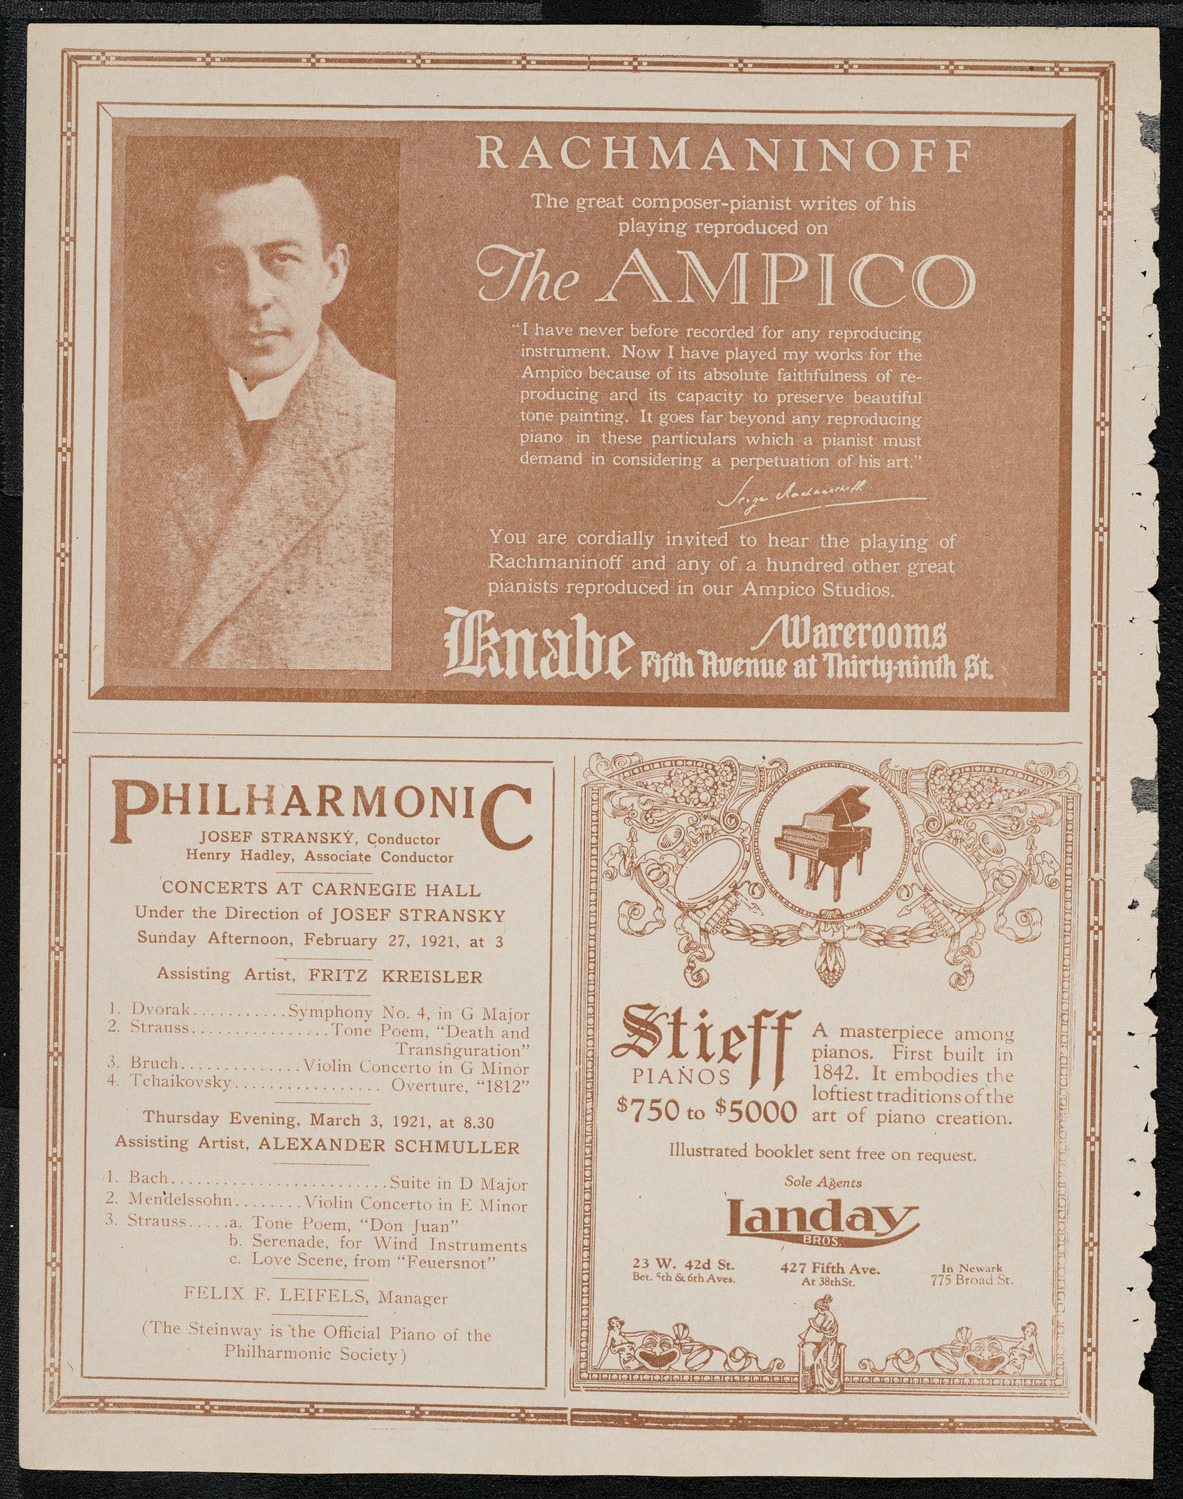 RACHMANINOFF
The great composer-pianist writes of his
playing reproduced on
The AMPICO
"I have never before recorded for any reproducing
instrument. Now I have played my works for the
Ampico because of its absolute faithfulness of re-
producing and its capacity to preserve beautiful
tone painting. It goes far beyond any reproducing
piano in these particulars which a pianist must
demand in considering a perpetuation of his art."
Serge Rachmaninoff
You are cordially invited to hear the playing of
Rachmaninoff and any of a hundred other great
pianists reproduced in our Ampico Studios.
Knabe Warerooms
Fifth Avenue at Thirty-ninth St.
PHILHARMONIC
JOSEF STRANSKY, Conductor
Henry Hadley, Associate Conductor
CONCERTS AT CARNEGIE HALL
Under the Direction of JOSEF STRANSKY
Sunday Afternoon, February 27, 1921, at 3
Assisting Artist, FRITZ KREISLER
1. Dvorak...........Symphony No. 4, in G Major
2. Strauss................Tone Poem, "Death and
Transfiguration"
3. Bruch..............Violin Concerto in G Minor
4. Tchaikovsky................. Overture, "1812"
Thursday Evening, March 3, 1921, at 8.30
Assisting Artist, ALEXANDER SCHMULLER
1. Bach.........................Suite in D Major
2. Mendelssohn........Violin Concerto in E Minor
3. Strauss.....a. Tone Poem, "Don Juan"
b. Serenade, for Wind Instruments
c. Love Scene, from "Feuersnot"
FELIX F. LEIFELS, Manager
(The Steinway is the Official Piano of the
Philharmonic Society)
Stieff
PIANOS
$750 to $5000
A masterpiece among
pianos. First built in
1842. It embodies the
loftiest traditions of the
art of piano creation.
Illustrated booklet sent free on request.
Sole Agents
Landay
BROS.
23 W. 42d St.
Bet. 5th & 6th Aves.
427 Fifth Ave.
At 38th St.
In Newark
775 Broad St.